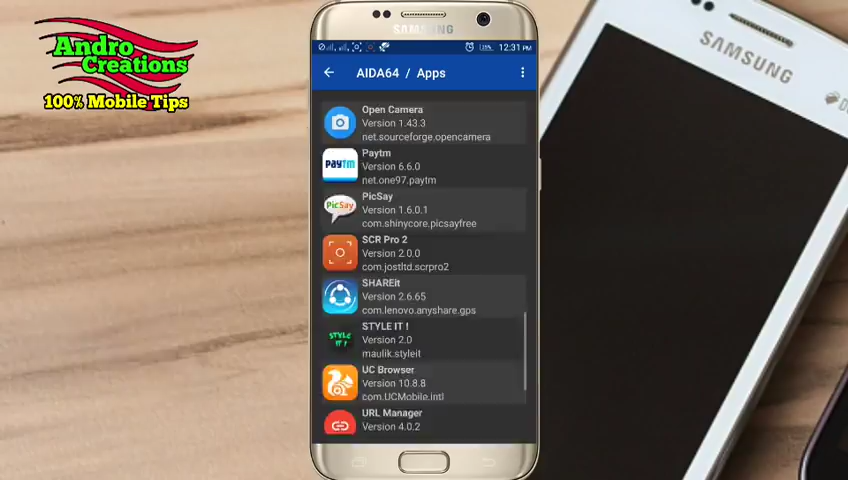 Andro
Creations
100% Mobile Tips
SAMSUNG
12:31 PM
AIDA64 / Apps
Open Camera
Version 1.43.3
net.sourceforge.opencamera
Paytm
Paytm
Version 6.6.0
net.one97.paytm
PicSay
PicSay
Version 1.6.0.1
com.shinycore.picsayfree
SCR Pro 2
Version 2.0.0
com.jostltd.scrpro2
SHAREit
Version 2.6.65
com.lenovo.anyshare.gps
STYLE IT !
STYLE IT !
Version 2.0
maulik.styleit
UC Browser
Version 10.8.8
com.UCMobile.intl
URL Manager
Version 4.0.2
SAMSUNG